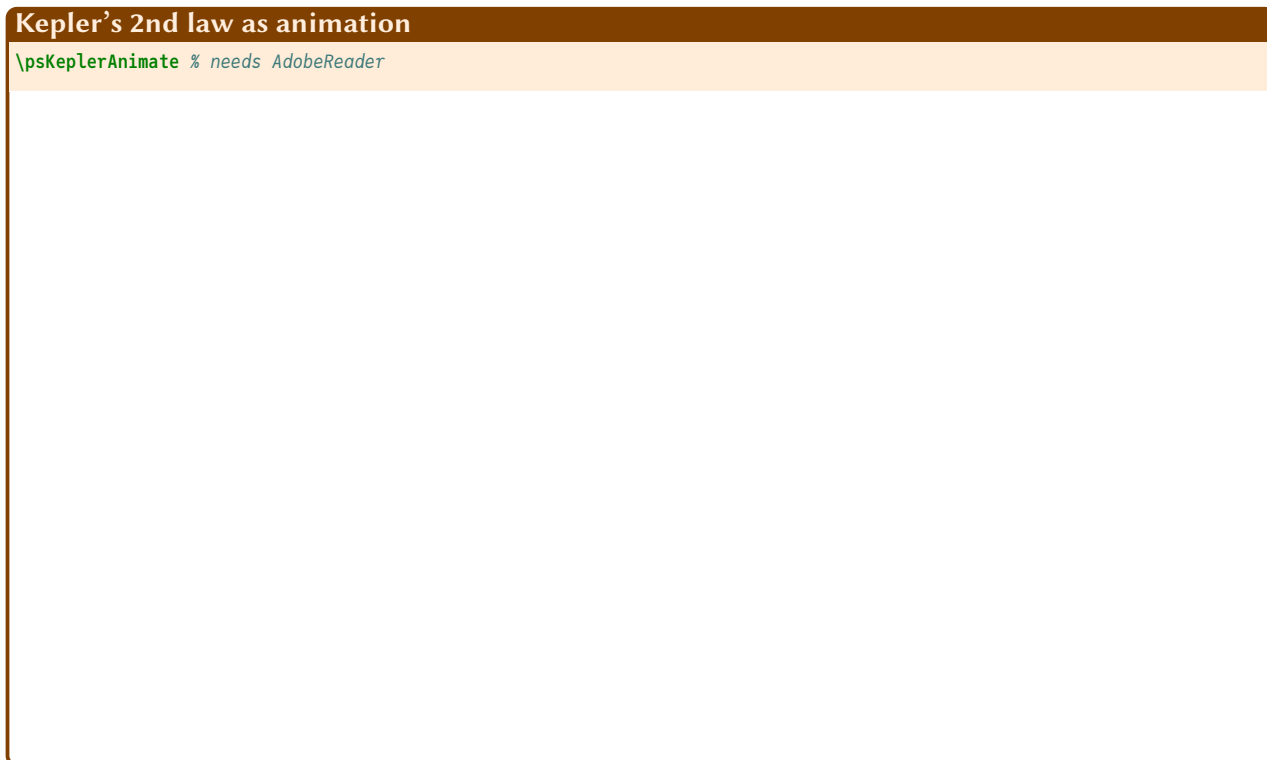 Kepler’s 2nd law as animation
\psKeplerAnimate % needs AdobeReader